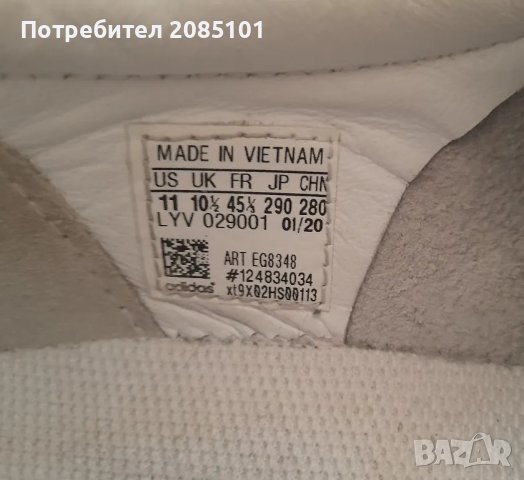 Потребител 2085101
MADE IN VIETNAM
US UK FR JP CHN
11 10½ 45⅓ 290 280
LYV 029001 01/20
ART EG8348
#124834034
adidas xt9X02HS00113
BAZAR